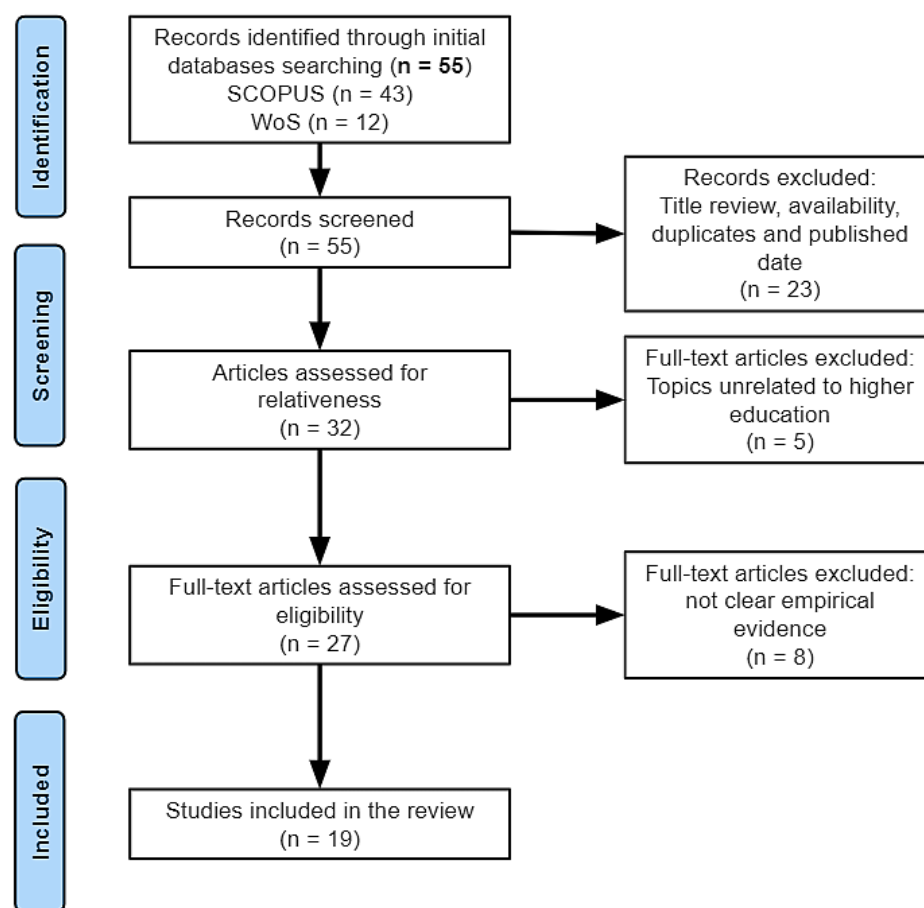 Identification
Records identified through initial
databases searching (n = 55)
SCOPUS (n = 43)
WoS (n = 12)
Records screened
(n = 55)
Records excluded:
Title review, availability,
duplicates and published
date
(n = 23)
Screening
Articles assessed for
relativeness
(n = 32)
Full-text articles excluded:
Topics unrelated to higher
education
(n = 5)
Eligibility
Full-text articles assessed for
eligibility
(n = 27)
Full-text articles excluded:
not clear empirical
evidence
(n = 8)
Included
Studies included in the review
(n = 19)